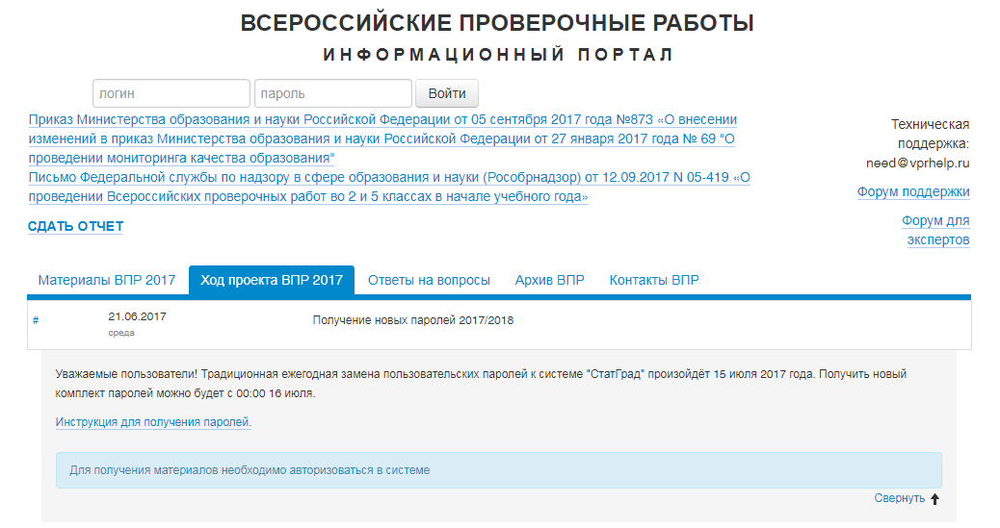 ВСЕРОССИЙСКИЕ ПРОВЕРОЧНЫЕ РАБОТЫ
ИНФОРМАЦИОННЫЙ ПОРТАЛ
логин
пароль
Войти
Приказ Министерства образования и науки Российской Федерации от 05 сентября 2017 года №873 «О внесении
изменений в приказ Министерства образования и науки Российской Федерации от 27 января 2017 года № 69 "О
проведении мониторинга качества образования"
Письмо Федеральной службы по надзору в сфере образования и науки (Рособрнадзор) от 12.09.2017 N 05-419 «О
проведении Всероссийских проверочных работ во 2 и 5 классах в начале учебного года»
СДАТЬ ОТЧЕТ
Техническая
поддержка:
need@vprhelp.ru
Форум поддержки
Форум для
экспертов
Материалы ВПР 2017
Ход проекта ВПР 2017
Ответы на вопросы
Архив ВПР
Контакты ВПР
#
21.06.2017
среда
Получение новых паролей 2017/2018
Уважаемые пользователи! Традиционная ежегодная замена пользовательских паролей к системе "СтатГрад" произойдёт 15 июля 2017 года. Получить новый
комплект паролей можно будет с 00:00 16 июля.
Инструкция для получения паролей.
Для получения материалов необходимо авторизоваться в системе
Свернуть